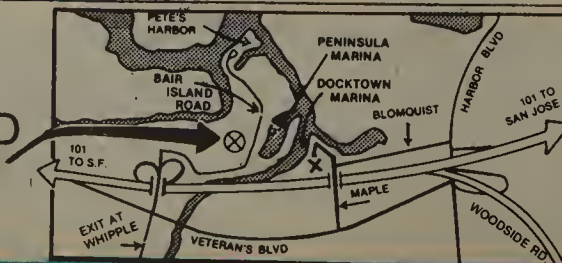 PETE'S
HARBOR
PENINSULA
MARINA
BAIR
ISLAND
ROAD
DOCKTOWN
MARINA
BLOMQUIST
HARBOR BLVD
101 TO
SAN JOSE
101
TO S.F.
MAPLE
EXIT AT
WHIPPLE
VETERAN'S BLVD
WOODSIDE RD